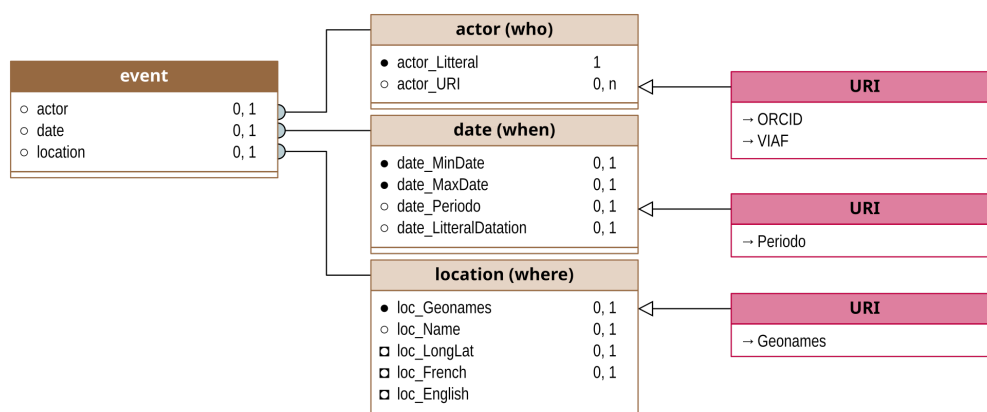 event
actor 0, 1
date 0, 1
location 0, 1
actor (who)
actor_Litteral 1
actor_URI 0, n
date (when)
date_MinDate 0, 1
date_MaxDate 0, 1
date_Periodo 0, 1
date_LitteralDatation 0, 1
location (where)
loc_Geonames 0, 1
loc_Name 0, 1
loc_LongLat 0, 1
loc_French 0, 1
loc_English
URI
→ ORCID
→ VIAF
URI
→ Periodo
URI
→ Geonames